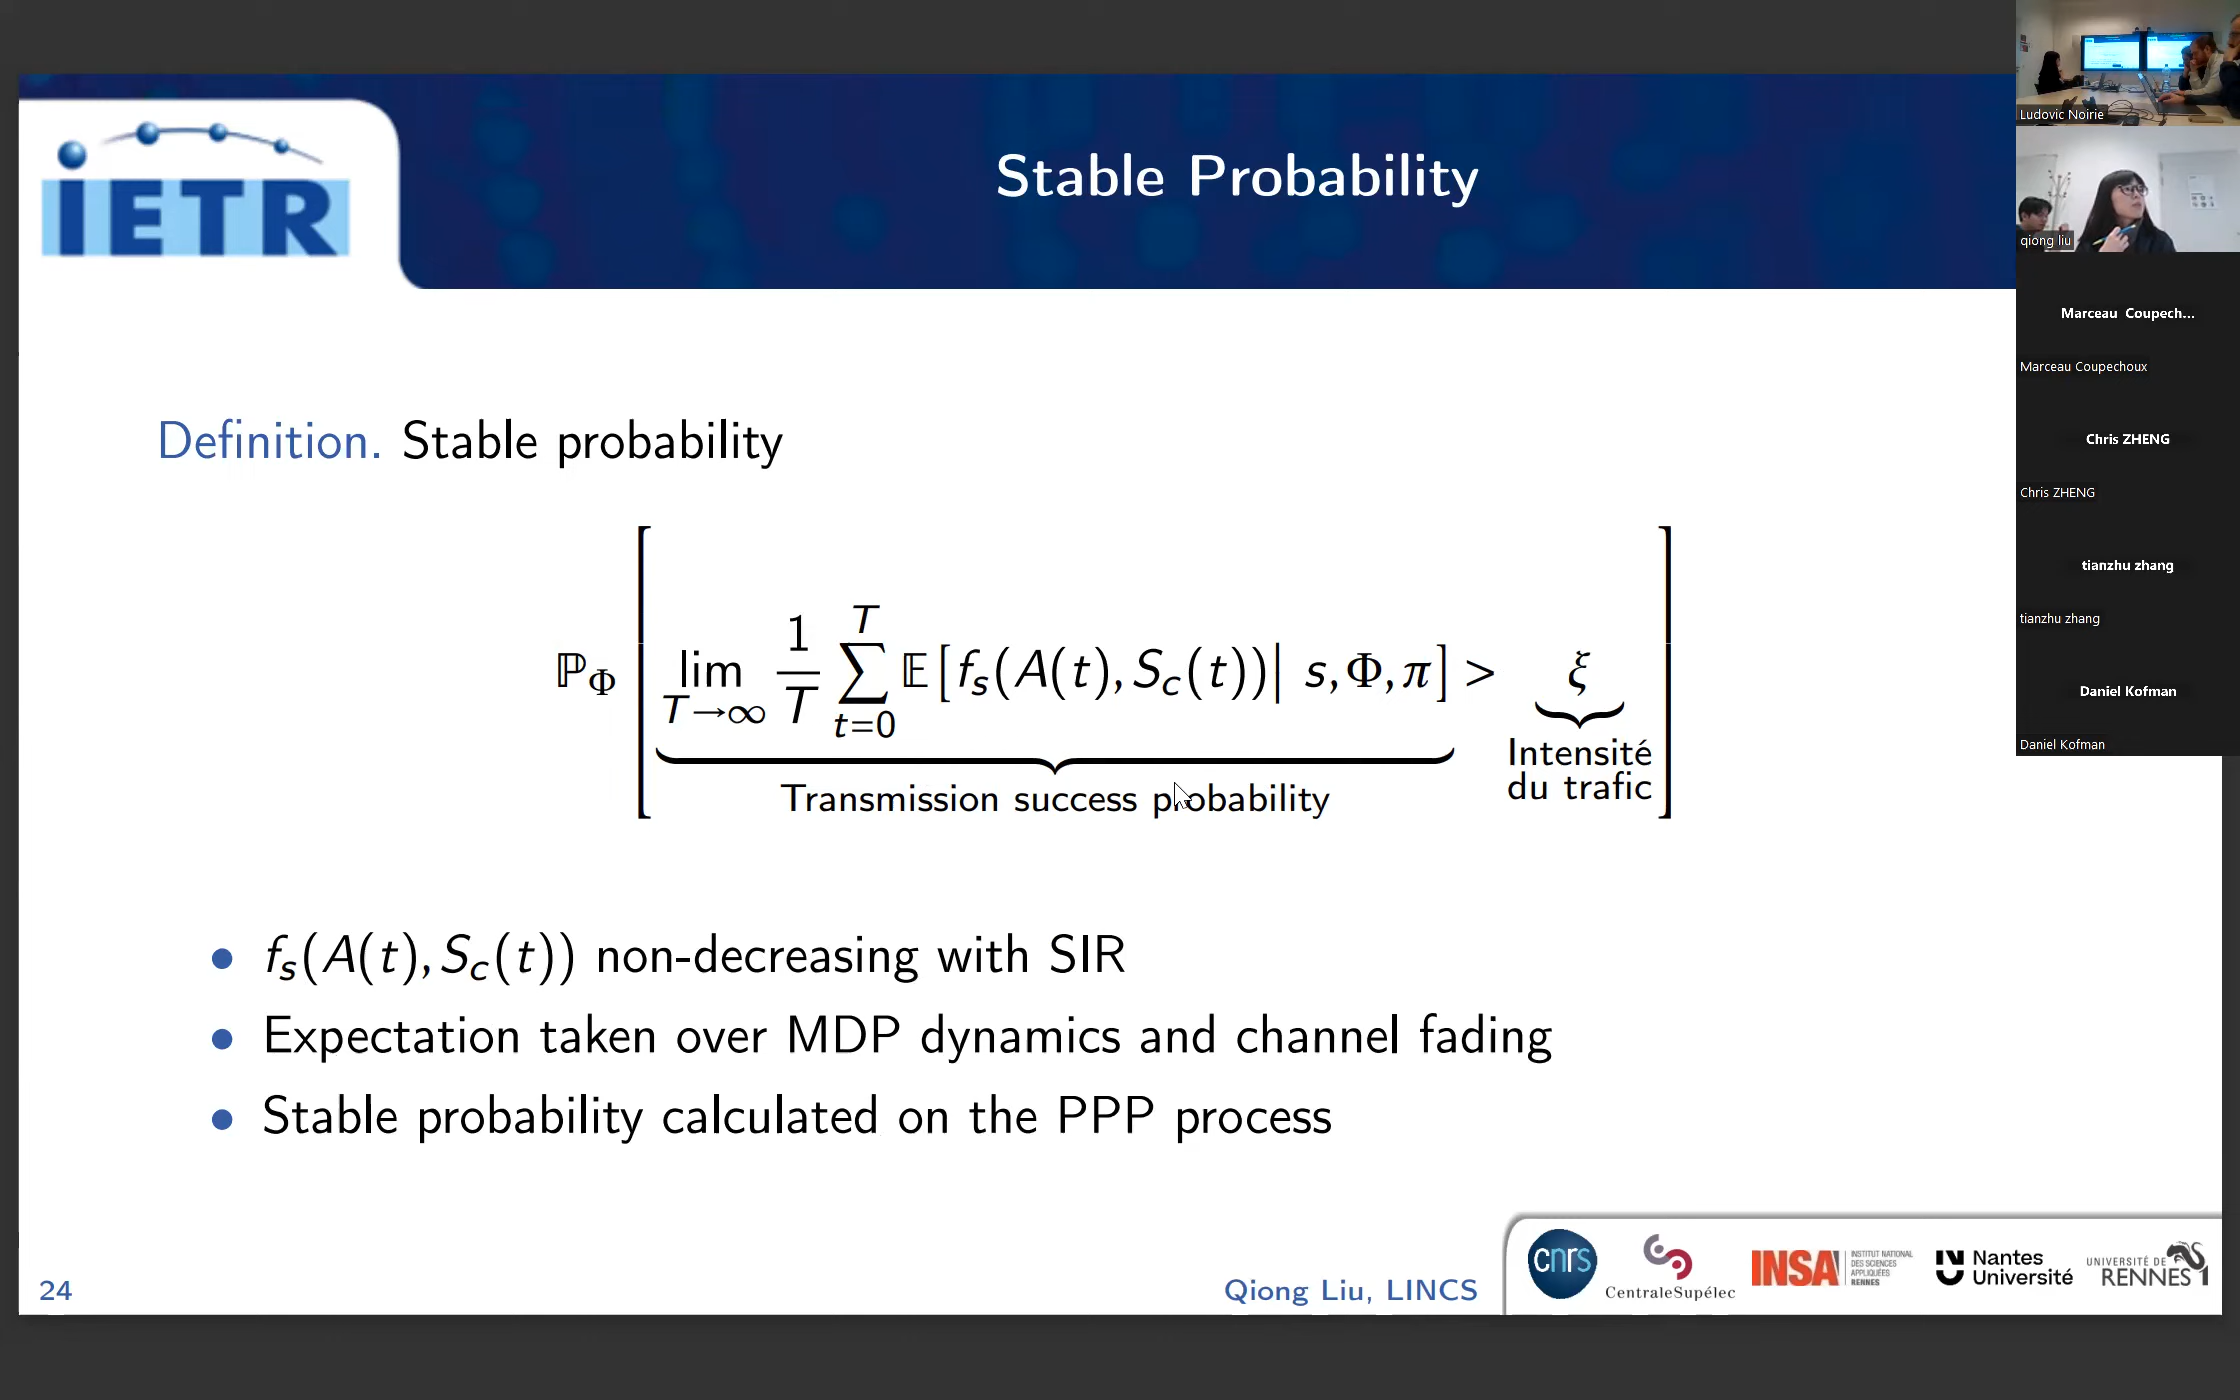 Stable Probability
iETR
Definition. Stable probability
ℙ_Φ [ lim_{T→∞} 1/T ∑_{t=0}^{T} 𝔼[f_s(A(t), S_c(t))| s, Φ, π] > ξ ]
Transmission success probability
Intensité
du trafic
• f_s(A(t), S_c(t)) non-decreasing with SIR
• Expectation taken over MDP dynamics and channel fading
• Stable probability calculated on the PPP process
24
Qiong Liu, LINCS
cnrs
CentraleSupélec
INSA
INSTITUT NATIONAL
DES SCIENCES
APPLIQUÉES
RENNES
Nantes
Université
UNIVERSITÉ DE
RENNES 1
Ludovic Noirie
qiong liu
Marceau Coupech...
Marceau Coupechoux
Chris ZHENG
Chris ZHENG
tianzhu zhang
tianzhu zhang
Daniel Kofman
Daniel Kofman